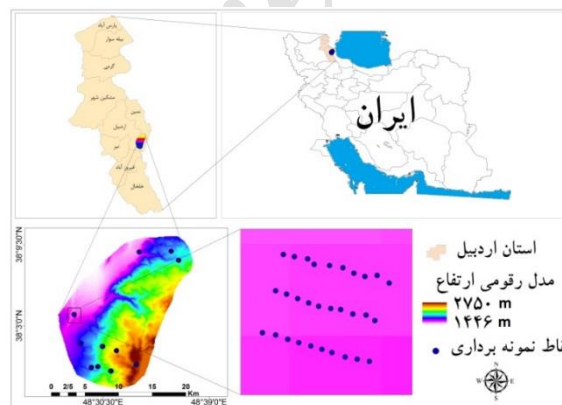 پارس آباد
بیله سوار
گرمی
مشگین شهر
نمین
اردبیل
نیر
خلخال
ایران
استان اردبیل
مدل رقومی ارتفاع
۲۷۵۰ m
۱۴۴۶ m
نمونه برداری
38°9'30"N
38°3'0"N
0 2/5 5 10 15 20
Km
48°30'30"E 48°39'0"E
N
W E
S